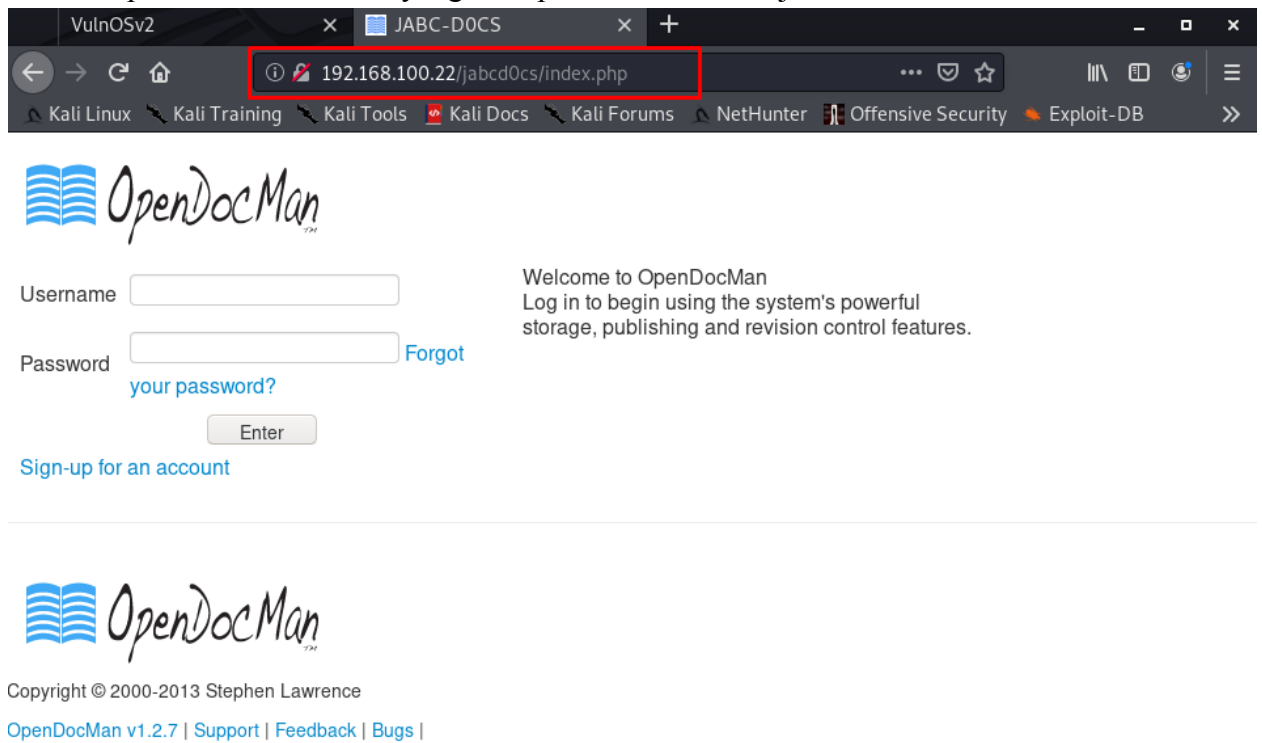 VulnOSv2
JABC-D0CS
192.168.100.22/jabcd0cs/index.php
Kali Linux Kali Training Kali Tools Kali Docs Kali Forums NetHunter Offensive Security Exploit-DB
OpenDocMan TM
Username
Password
Forgot your password?
Enter
Sign-up for an account
Welcome to OpenDocMan
Log in to begin using the system's powerful
storage, publishing and revision control features.
OpenDocMan TM
Copyright © 2000-2013 Stephen Lawrence
OpenDocMan v1.2.7 | Support | Feedback | Bugs |